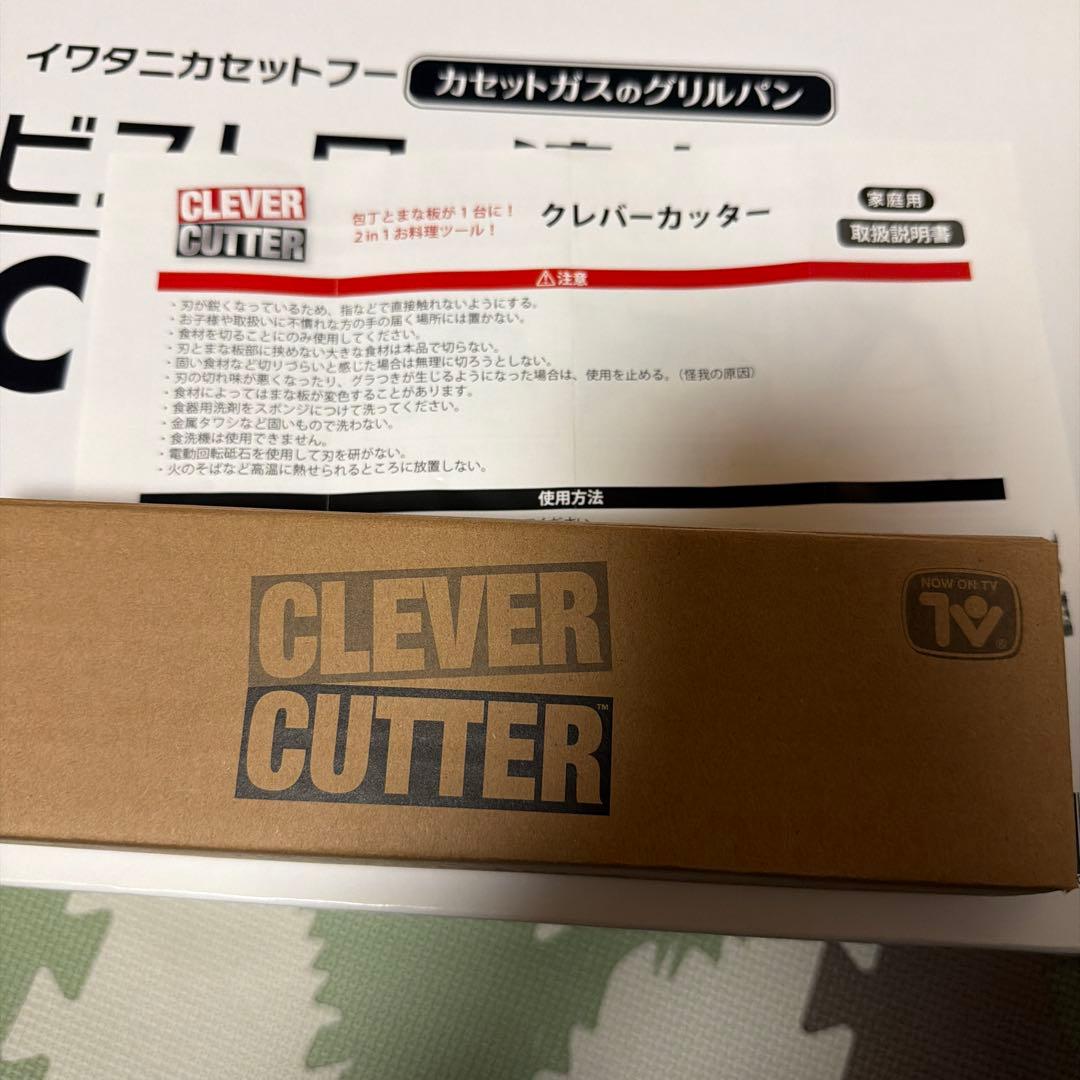 イワタニカセットフー
カセットガスのグリルパン
CLEVER
CUTTER
包丁とまな板が1台に！
2in1お料理ツール！
クレバーカッター
家庭用
取扱説明書
⚠注意
・刃が鋭くなっているため、指などで直接触れないようにする。
・お子様や取扱いに不慣れな方の手の届く場所には置かない。
・食材を切ることにのみ使用してください。
・刃とまな板部に挟めない大きな食材は本品で切らない。
・固い食材など切りづらいと感じた場合は無理に切ろうとしない。
・刃の切れ味が悪くなったり、グラつきが生じるようになった場合は、使用を止める。（怪我の原因）
・食材によってはまな板が変色することがあります。
・食器用洗剤をスポンジにつけて洗ってください。
・金属タワシなど固いもので洗わない。
・食洗機は使用できません。
・電動回転砥石を使用して刃を研がない。
・火のそばなど高温に熱せられるところに放置しない。
使用方法
CLEVER
CUTTER™
NOW ON TV
TV®